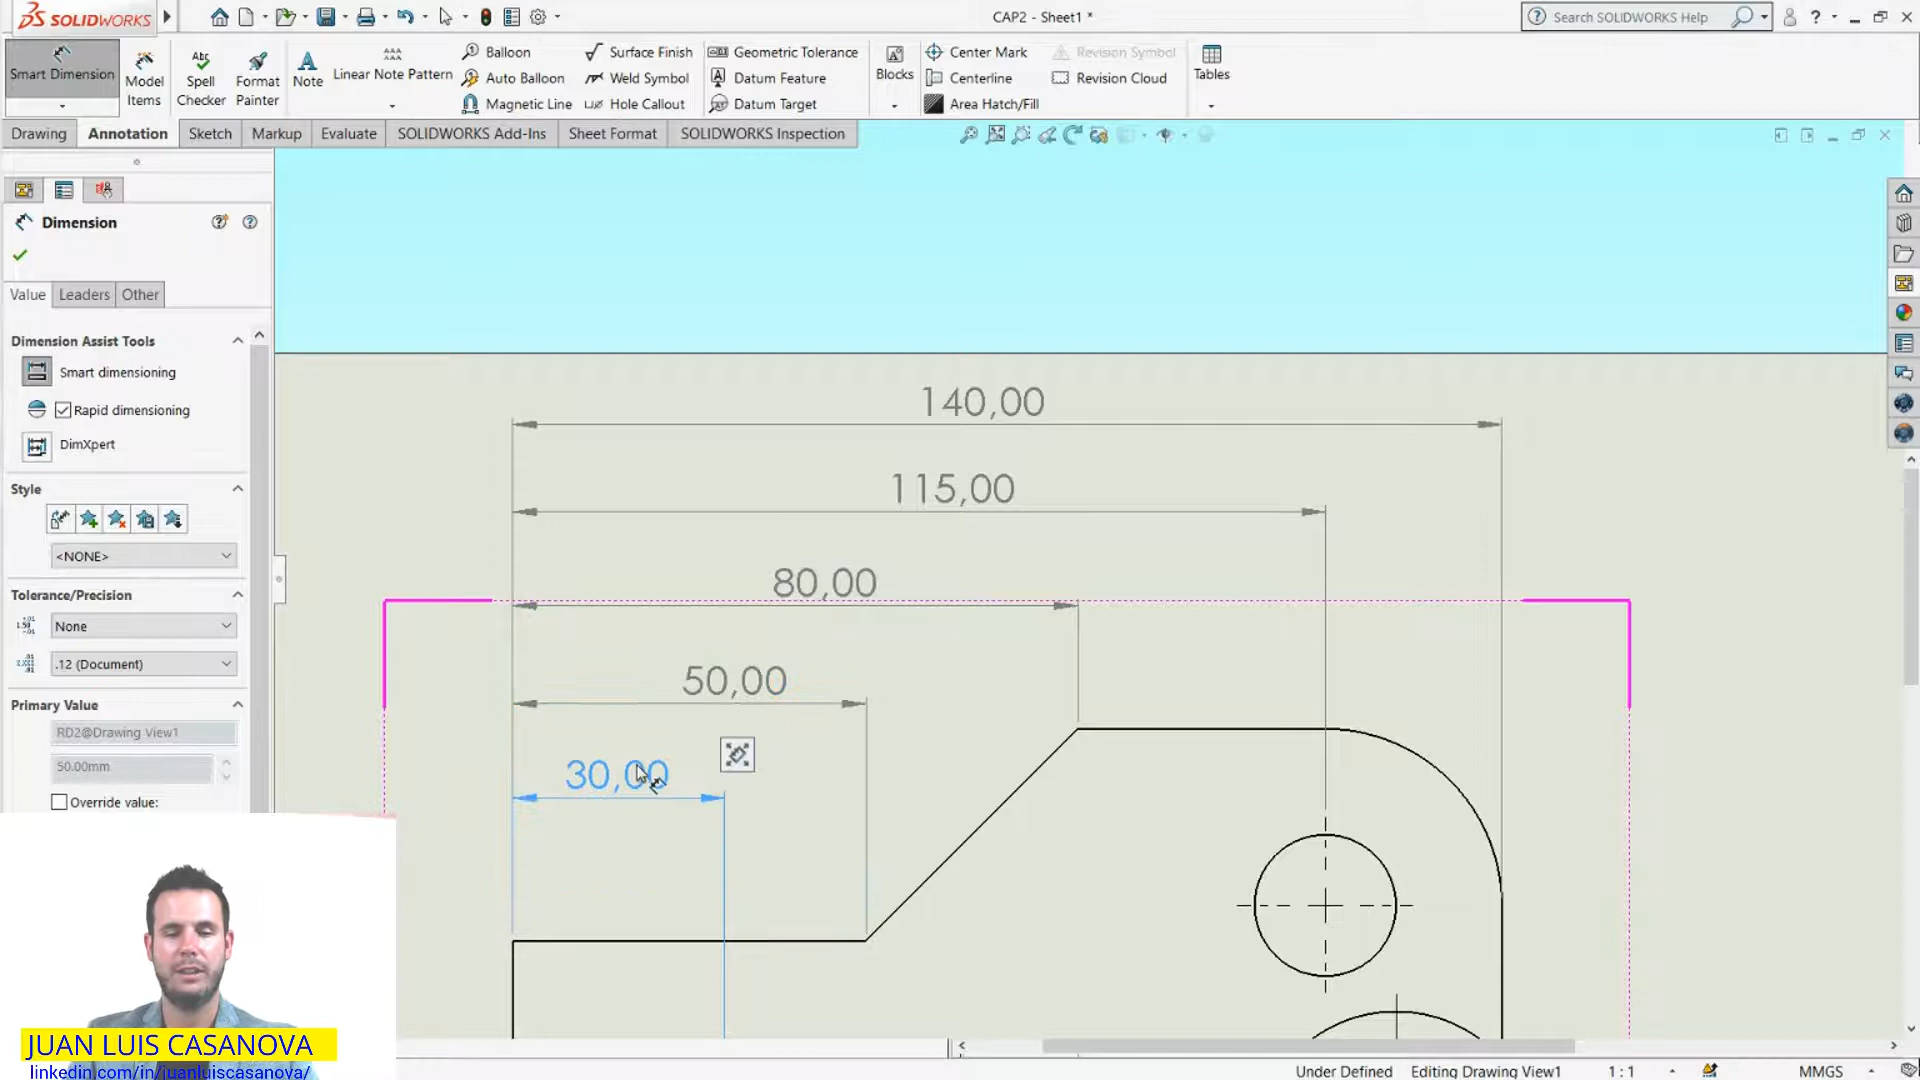 SOLIDWORKS
CAP2 - Sheet1 *
Search SOLIDWORKS Help
Smart Dimension
Model Items
Spell Checker
Format Painter
Note
Linear Note Pattern
Balloon
Auto Balloon
Magnetic Line
Surface Finish
Weld Symbol
Hole Callout
Geometric Tolerance
Datum Feature
Datum Target
Blocks
Center Mark
Centerline
Area Hatch/Fill
Revision Symbol
Revision Cloud
Tables
Drawing
Annotation
Sketch
Markup
Evaluate
SOLIDWORKS Add-Ins
Sheet Format
SOLIDWORKS Inspection
Dimension
Value
Leaders
Other
Dimension Assist Tools
Smart dimensioning
Rapid dimensioning
DimXpert
Style
<NONE>
Tolerance/Precision
None
.12 (Document)
Primary Value
RD2@Drawing View1
50.00mm
Override value:
140,00
115,00
80,00
50,00
30,00
JUAN LUIS CASANOVA
linkedin.com/in/juanluiscasanova/
Under Defined
Editing Drawing View1
1 : 1
MMGS